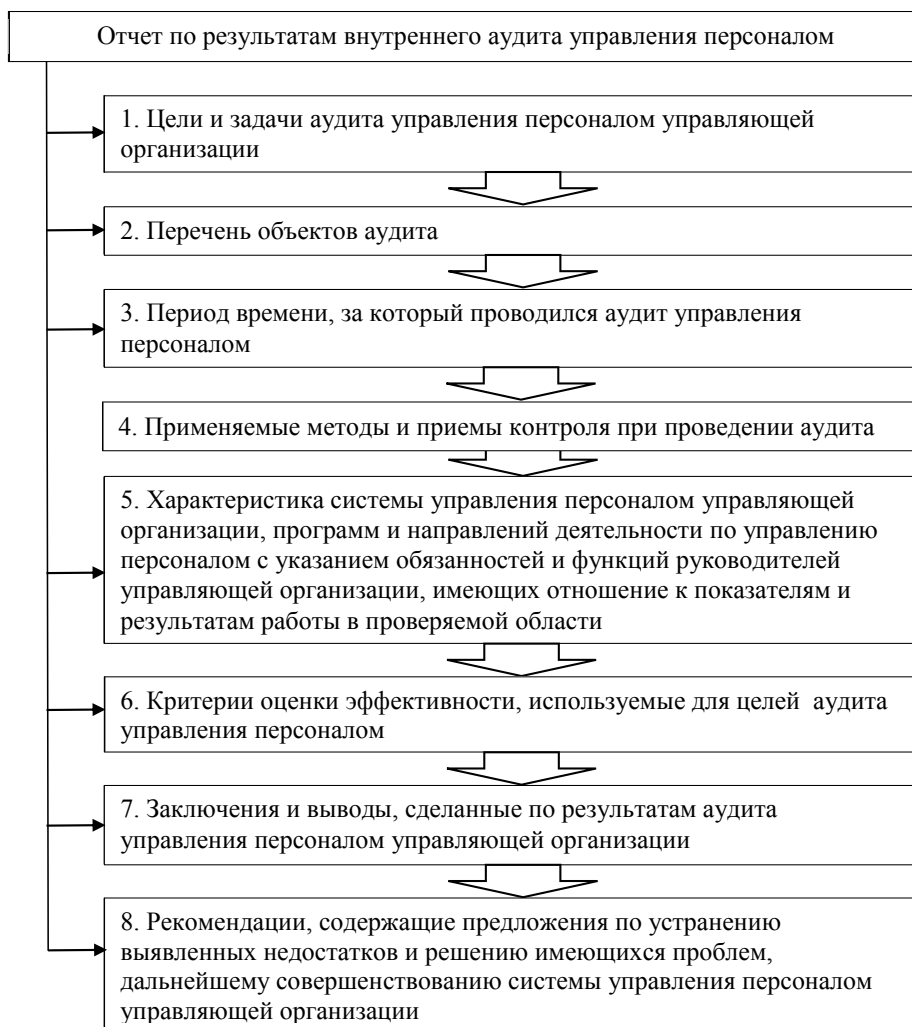 Отчет по результатам внутреннего аудита управления персоналом
1. Цели и задачи аудита управления персоналом управляющей
организации
2. Перечень объектов аудита
3. Период времени, за который проводился аудит управления
персоналом
4. Применяемые методы и приемы контроля при проведении аудита
5. Характеристика системы управления персоналом управляющей
организации, программ и направлений деятельности по управлению
персоналом с указанием обязанностей и функций руководителей
управляющей организации, имеющих отношение к показателям и
результатам работы в проверяемой области
6. Критерии оценки эффективности, используемые для целей  аудита
управления персоналом
7. Заключения и выводы, сделанные по результатам аудита
управления персоналом управляющей организации
8. Рекомендации, содержащие предложения по устранению
выявленных недостатков и решению имеющихся проблем,
дальнейшему совершенствованию системы управления персоналом
управляющей организации